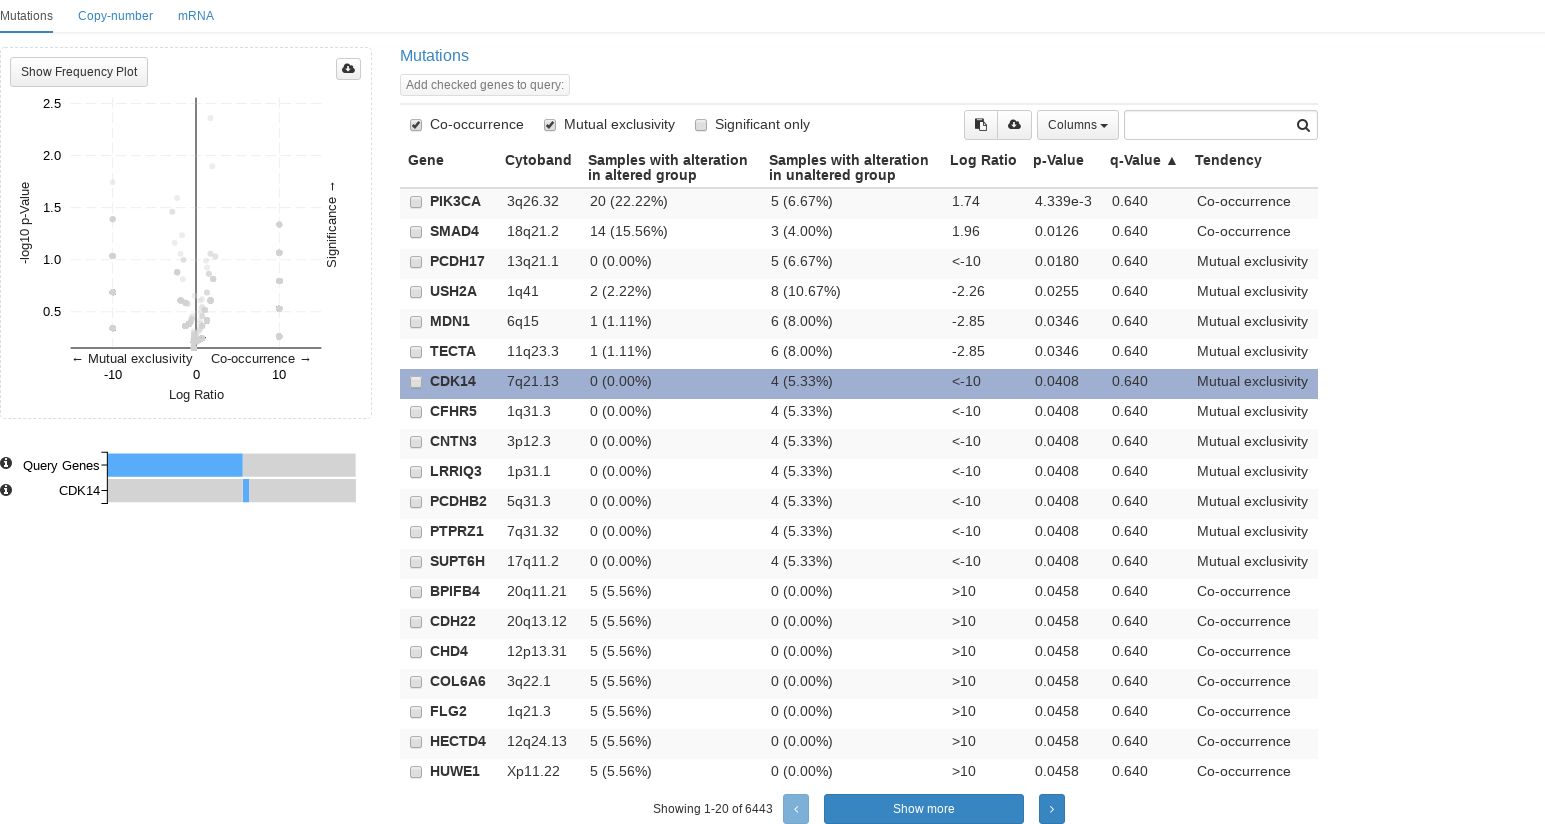 Mutations Copy-number mRNA
Show Frequency Plot
2.5
2.0
1.5
1.0
0.5
-log10 p-Value
Significance →
← Mutual exclusivity Co-occurrence →
-10 0 10
Log Ratio
Query Genes
CDK14
Mutations
Add checked genes to query:
Co-occurrence Mutual exclusivity Significant only Columns
Gene Cytoband Samples with alteration in altered group Samples with alteration in unaltered group Log Ratio p-Value q-Value ▲ Tendency
PIK3CA 3q26.32 20 (22.22%) 5 (6.67%) 1.74 4.339e-3 0.640 Co-occurrence
SMAD4 18q21.2 14 (15.56%) 3 (4.00%) 1.96 0.0126 0.640 Co-occurrence
PCDH17 13q21.1 0 (0.00%) 5 (6.67%) <-10 0.0180 0.640 Mutual exclusivity
USH2A 1q41 2 (2.22%) 8 (10.67%) -2.26 0.0255 0.640 Mutual exclusivity
MDN1 6q15 1 (1.11%) 6 (8.00%) -2.85 0.0346 0.640 Mutual exclusivity
TECTA 11q23.3 1 (1.11%) 6 (8.00%) -2.85 0.0346 0.640 Mutual exclusivity
CDK14 7q21.13 0 (0.00%) 4 (5.33%) <-10 0.0408 0.640 Mutual exclusivity
CFHR5 1q31.3 0 (0.00%) 4 (5.33%) <-10 0.0408 0.640 Mutual exclusivity
CNTN3 3p12.3 0 (0.00%) 4 (5.33%) <-10 0.0408 0.640 Mutual exclusivity
LRRIQ3 1p31.1 0 (0.00%) 4 (5.33%) <-10 0.0408 0.640 Mutual exclusivity
PCDHB2 5q31.3 0 (0.00%) 4 (5.33%) <-10 0.0408 0.640 Mutual exclusivity
PTPRZ1 7q31.32 0 (0.00%) 4 (5.33%) <-10 0.0408 0.640 Mutual exclusivity
SUPT6H 17q11.2 0 (0.00%) 4 (5.33%) <-10 0.0408 0.640 Mutual exclusivity
BPIFB4 20q11.21 5 (5.56%) 0 (0.00%) >10 0.0458 0.640 Co-occurrence
CDH22 20q13.12 5 (5.56%) 0 (0.00%) >10 0.0458 0.640 Co-occurrence
CHD4 12p13.31 5 (5.56%) 0 (0.00%) >10 0.0458 0.640 Co-occurrence
COL6A6 3q22.1 5 (5.56%) 0 (0.00%) >10 0.0458 0.640 Co-occurrence
FLG2 1q21.3 5 (5.56%) 0 (0.00%) >10 0.0458 0.640 Co-occurrence
HECTD4 12q24.13 5 (5.56%) 0 (0.00%) >10 0.0458 0.640 Co-occurrence
HUWE1 Xp11.22 5 (5.56%) 0 (0.00%) >10 0.0458 0.640 Co-occurrence
Showing 1-20 of 6443 ‹ Show more ›